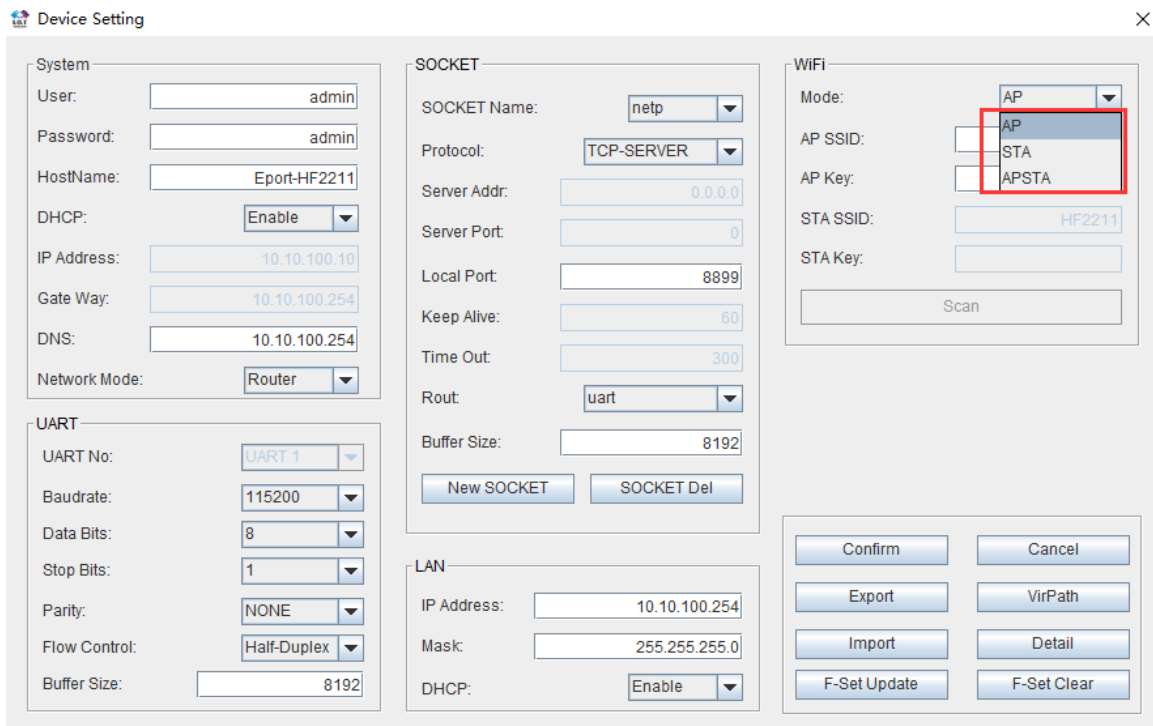 Device Setting
System
User: admin
Password: admin
HostName: Eport-HF2211
DHCP: Enable
IP Address: 10.10.100.10
Gate Way: 10.10.100.254
DNS: 10.10.100.254
Network Mode: Router
UART
UART No: UART 1
Baudrate: 115200
Data Bits: 8
Stop Bits: 1
Parity: NONE
Flow Control: Half-Duplex
Buffer Size: 8192
SOCKET
SOCKET Name: netp
Protocol: TCP-SERVER
Server Addr: 0.0.0.0
Server Port: 0
Local Port: 8899
Keep Alive: 60
Time Out: 300
Rout: uart
Buffer Size: 8192
New SOCKET SOCKET Del
LAN
IP Address: 10.10.100.254
Mask: 255.255.255.0
DHCP: Enable
WiFi
Mode: AP
AP
STA
APSTA
AP SSID:
AP Key:
STA SSID: HF2211
STA Key:
Scan
Confirm Cancel
Export VirPath
Import Detail
F-Set Update F-Set Clear